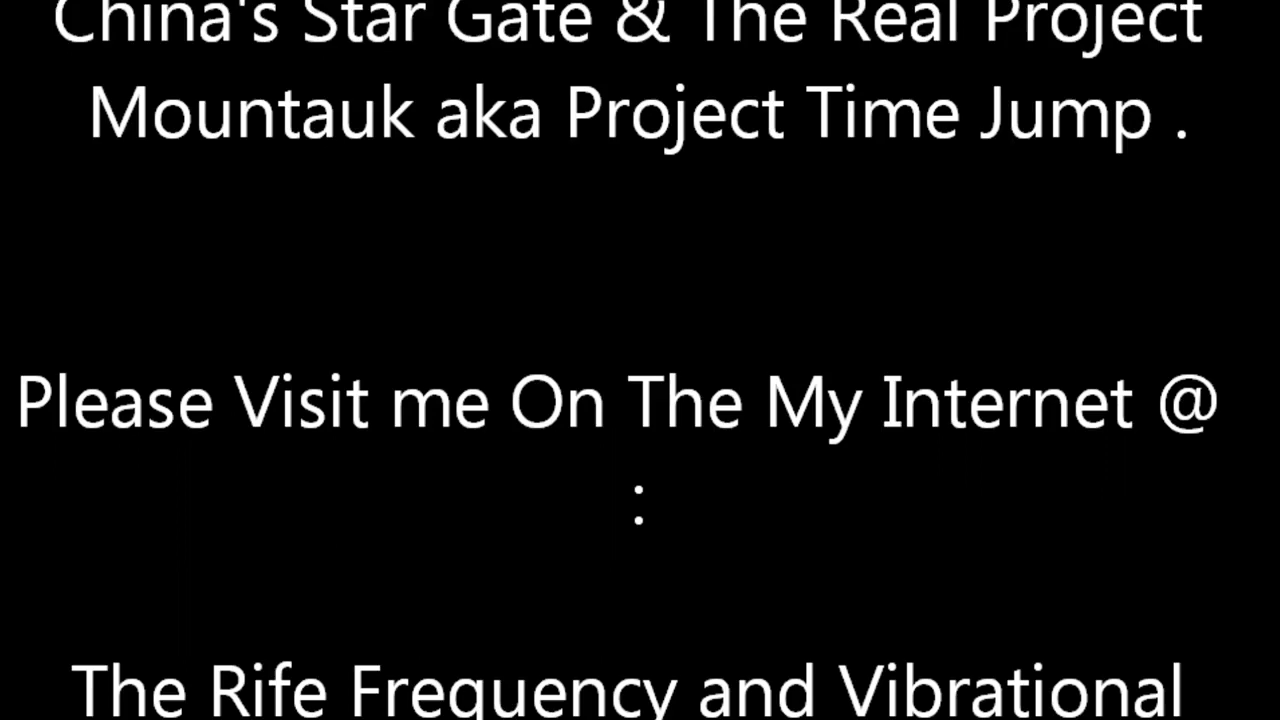 China's Star Gate & The Real Project
Mountauk aka Project Time Jump .
Please Visit me On The My Internet @
:
The Rife Frequency and Vibrational